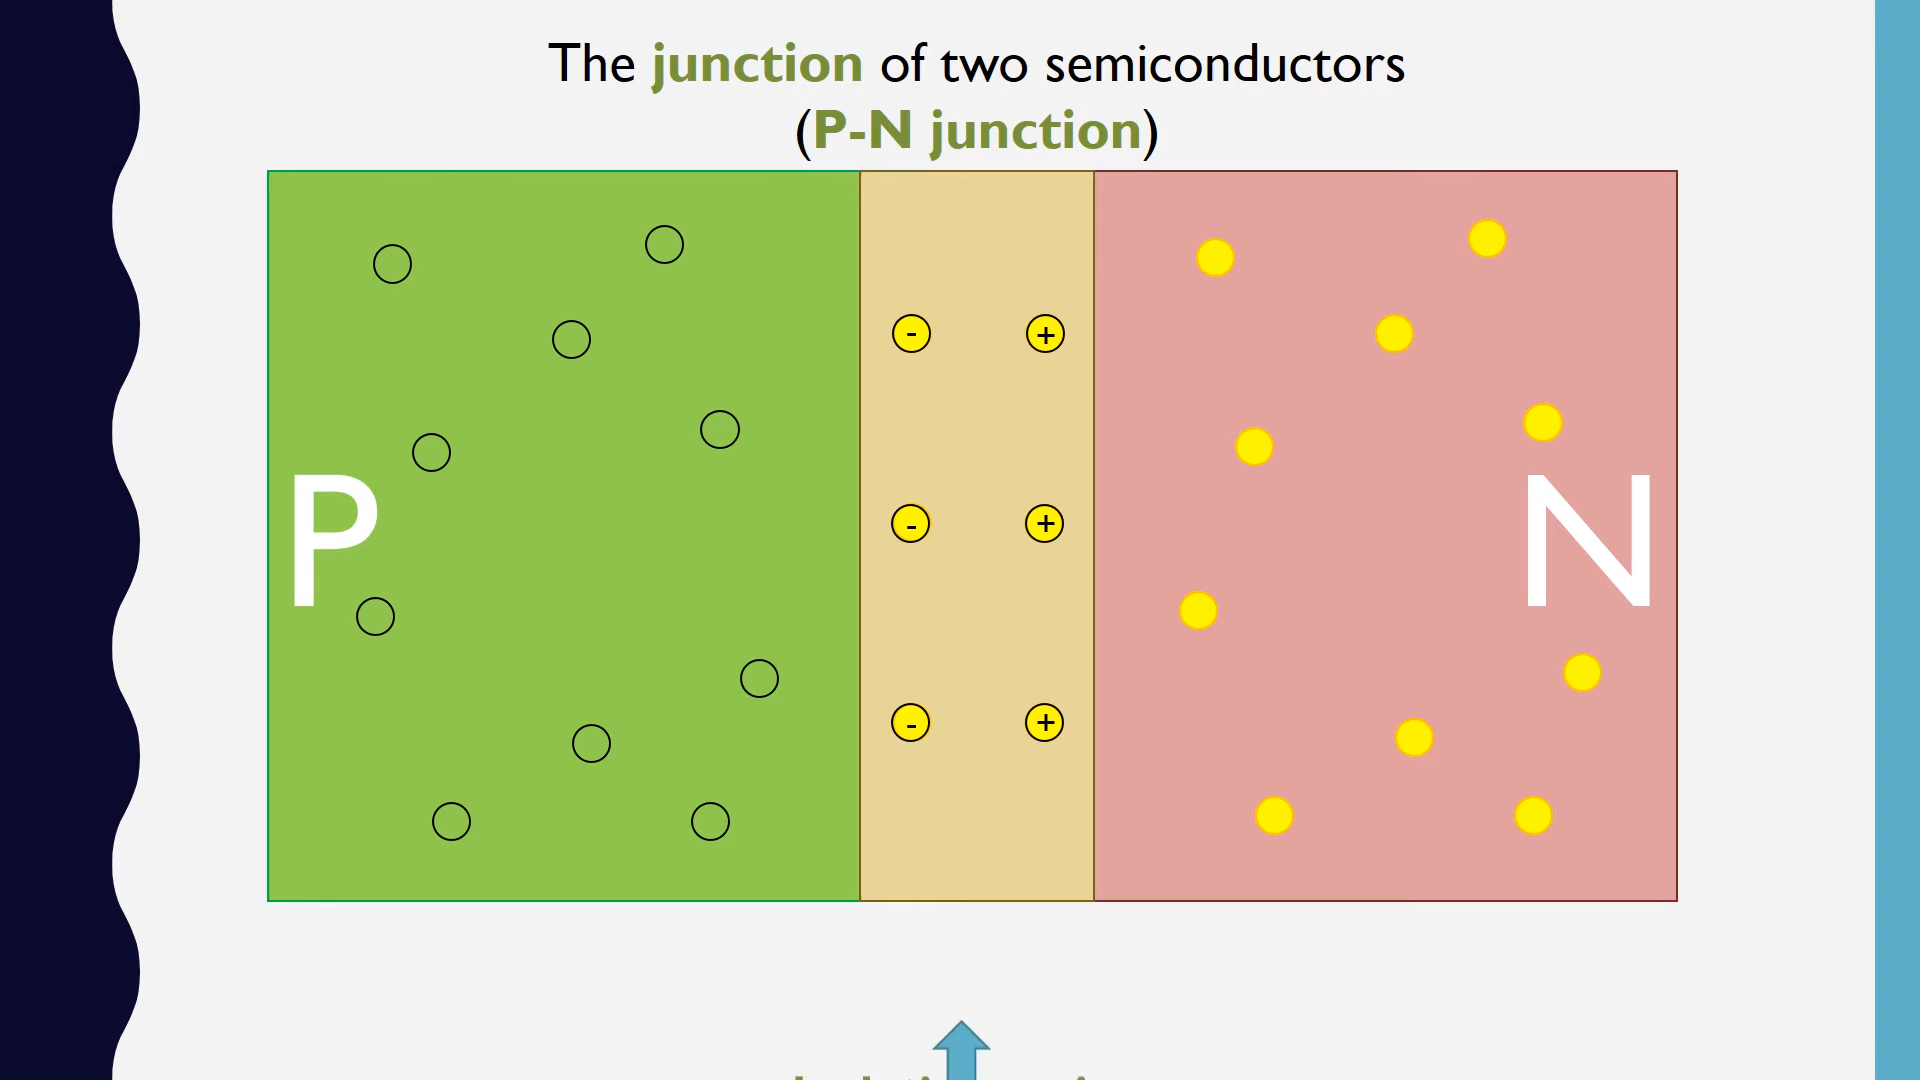 The junction of two semiconductors
(P-N junction)
- +
P N
- +
- +